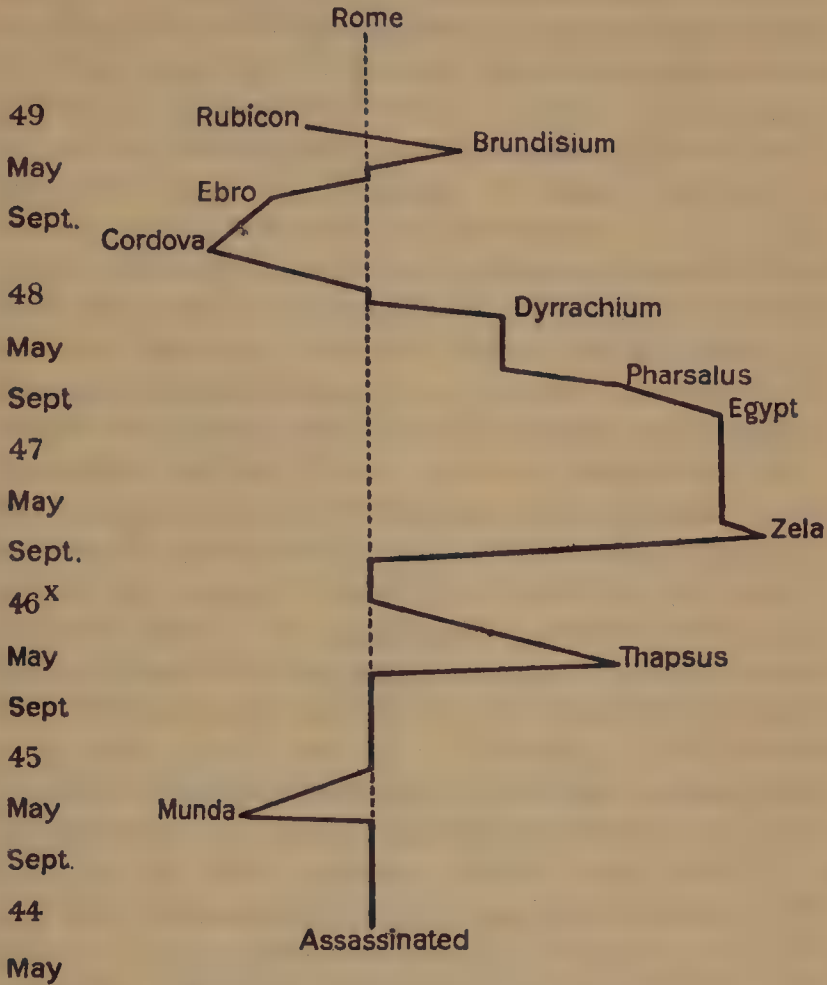 Rome
49
Rubicon
Brundisium
May
Ebro
Sept.
Cordova
48
Dyrrachium
May
Pharsalus
Sept
Egypt
47
May
Zela
Sept.
46x
May
Thapsus
Sept
45
May
Munda
Sept.
44
Assassinated
May